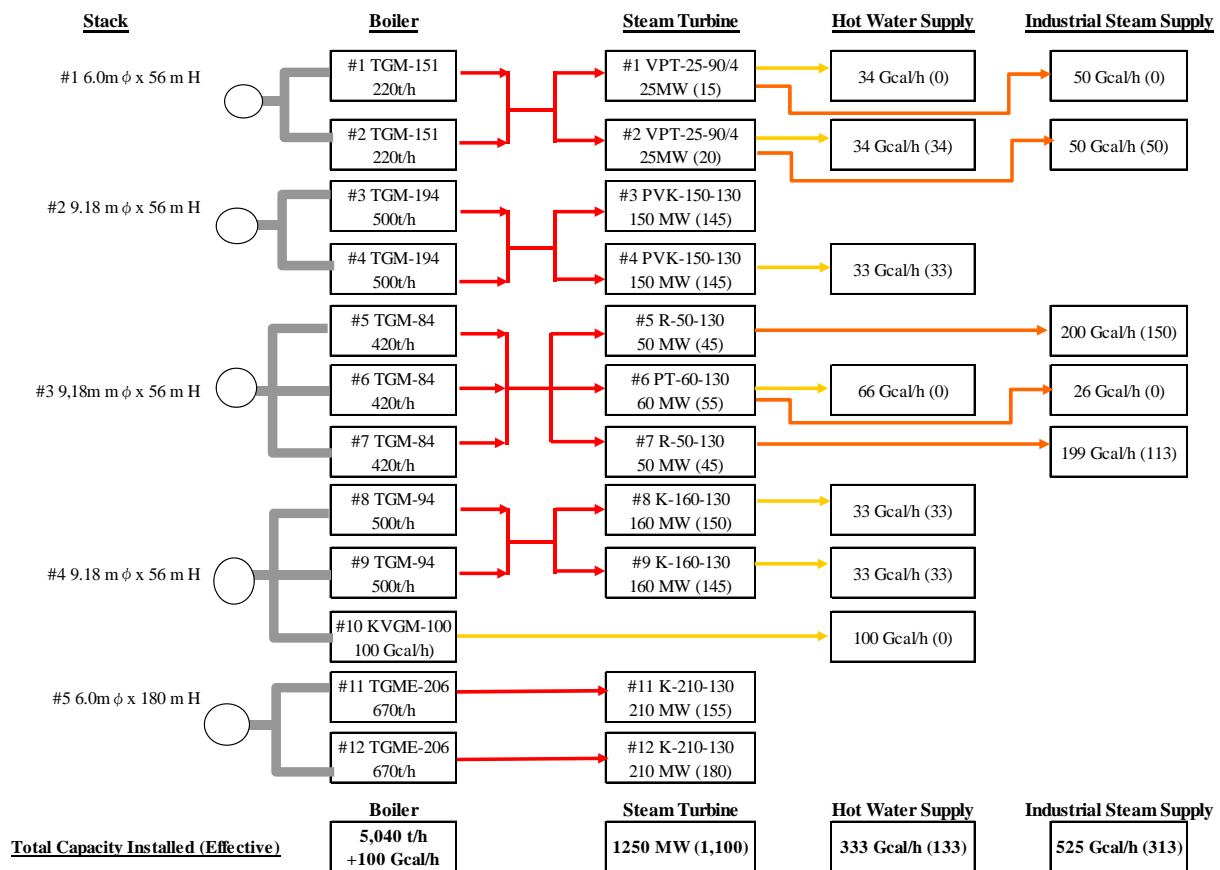 Stack
Boiler
Steam Turbine
Hot Water Supply
Industrial Steam Supply
#1 6.0m ϕ x 56 m H
#1 TGM-151
220t/h
#1 VPT-25-90/4
25MW (15)
34 Gcal/h (0)
50 Gcal/h (0)
#2 TGM-151
220t/h
#2 VPT-25-90/4
25MW (20)
34 Gcal/h (34)
50 Gcal/h (50)
#2 9.18 m ϕ x 56 m H
#3 TGM-194
500t/h
#3 PVK-150-130
150 MW (145)
#4 TGM-194
500t/h
#4 PVK-150-130
150 MW (145)
33 Gcal/h (33)
#3 9,18m m ϕ x 56 m H
#5 TGM-84
420t/h
#5 R-50-130
50 MW (45)
200 Gcal/h (150)
#6 TGM-84
420t/h
#6 PT-60-130
60 MW (55)
66 Gcal/h (0)
26 Gcal/h (0)
#7 TGM-84
420t/h
#7 R-50-130
50 MW (45)
199 Gcal/h (113)
#4 9.18 m ϕ x 56 m H
#8 TGM-94
500t/h
#8 K-160-130
160 MW (150)
33 Gcal/h (33)
#9 TGM-94
500t/h
#9 K-160-130
160 MW (145)
33 Gcal/h (33)
#10 KVGM-100
100 Gcal/h)
100 Gcal/h (0)
#5 6.0m ϕ x 180 m H
#11 TGME-206
670t/h
#11 K-210-130
210 MW (155)
#12 TGME-206
670t/h
#12 K-210-130
210 MW (180)
Boiler
Steam Turbine
Hot Water Supply
Industrial Steam Supply
Total Capacity Installed (Effective)
5,040 t/h
+100 Gcal/h
1250 MW (1,100)
333 Gcal/h (133)
525 Gcal/h (313)